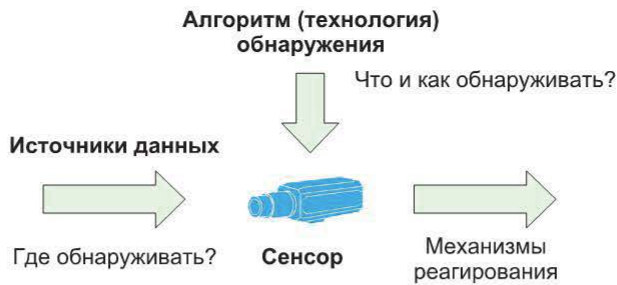 Алгоритм (технология)
обнаружения
Что и как обнаруживать?
Источники данных
Где обнаруживать?
Сенсор
Механизмы
реагирования